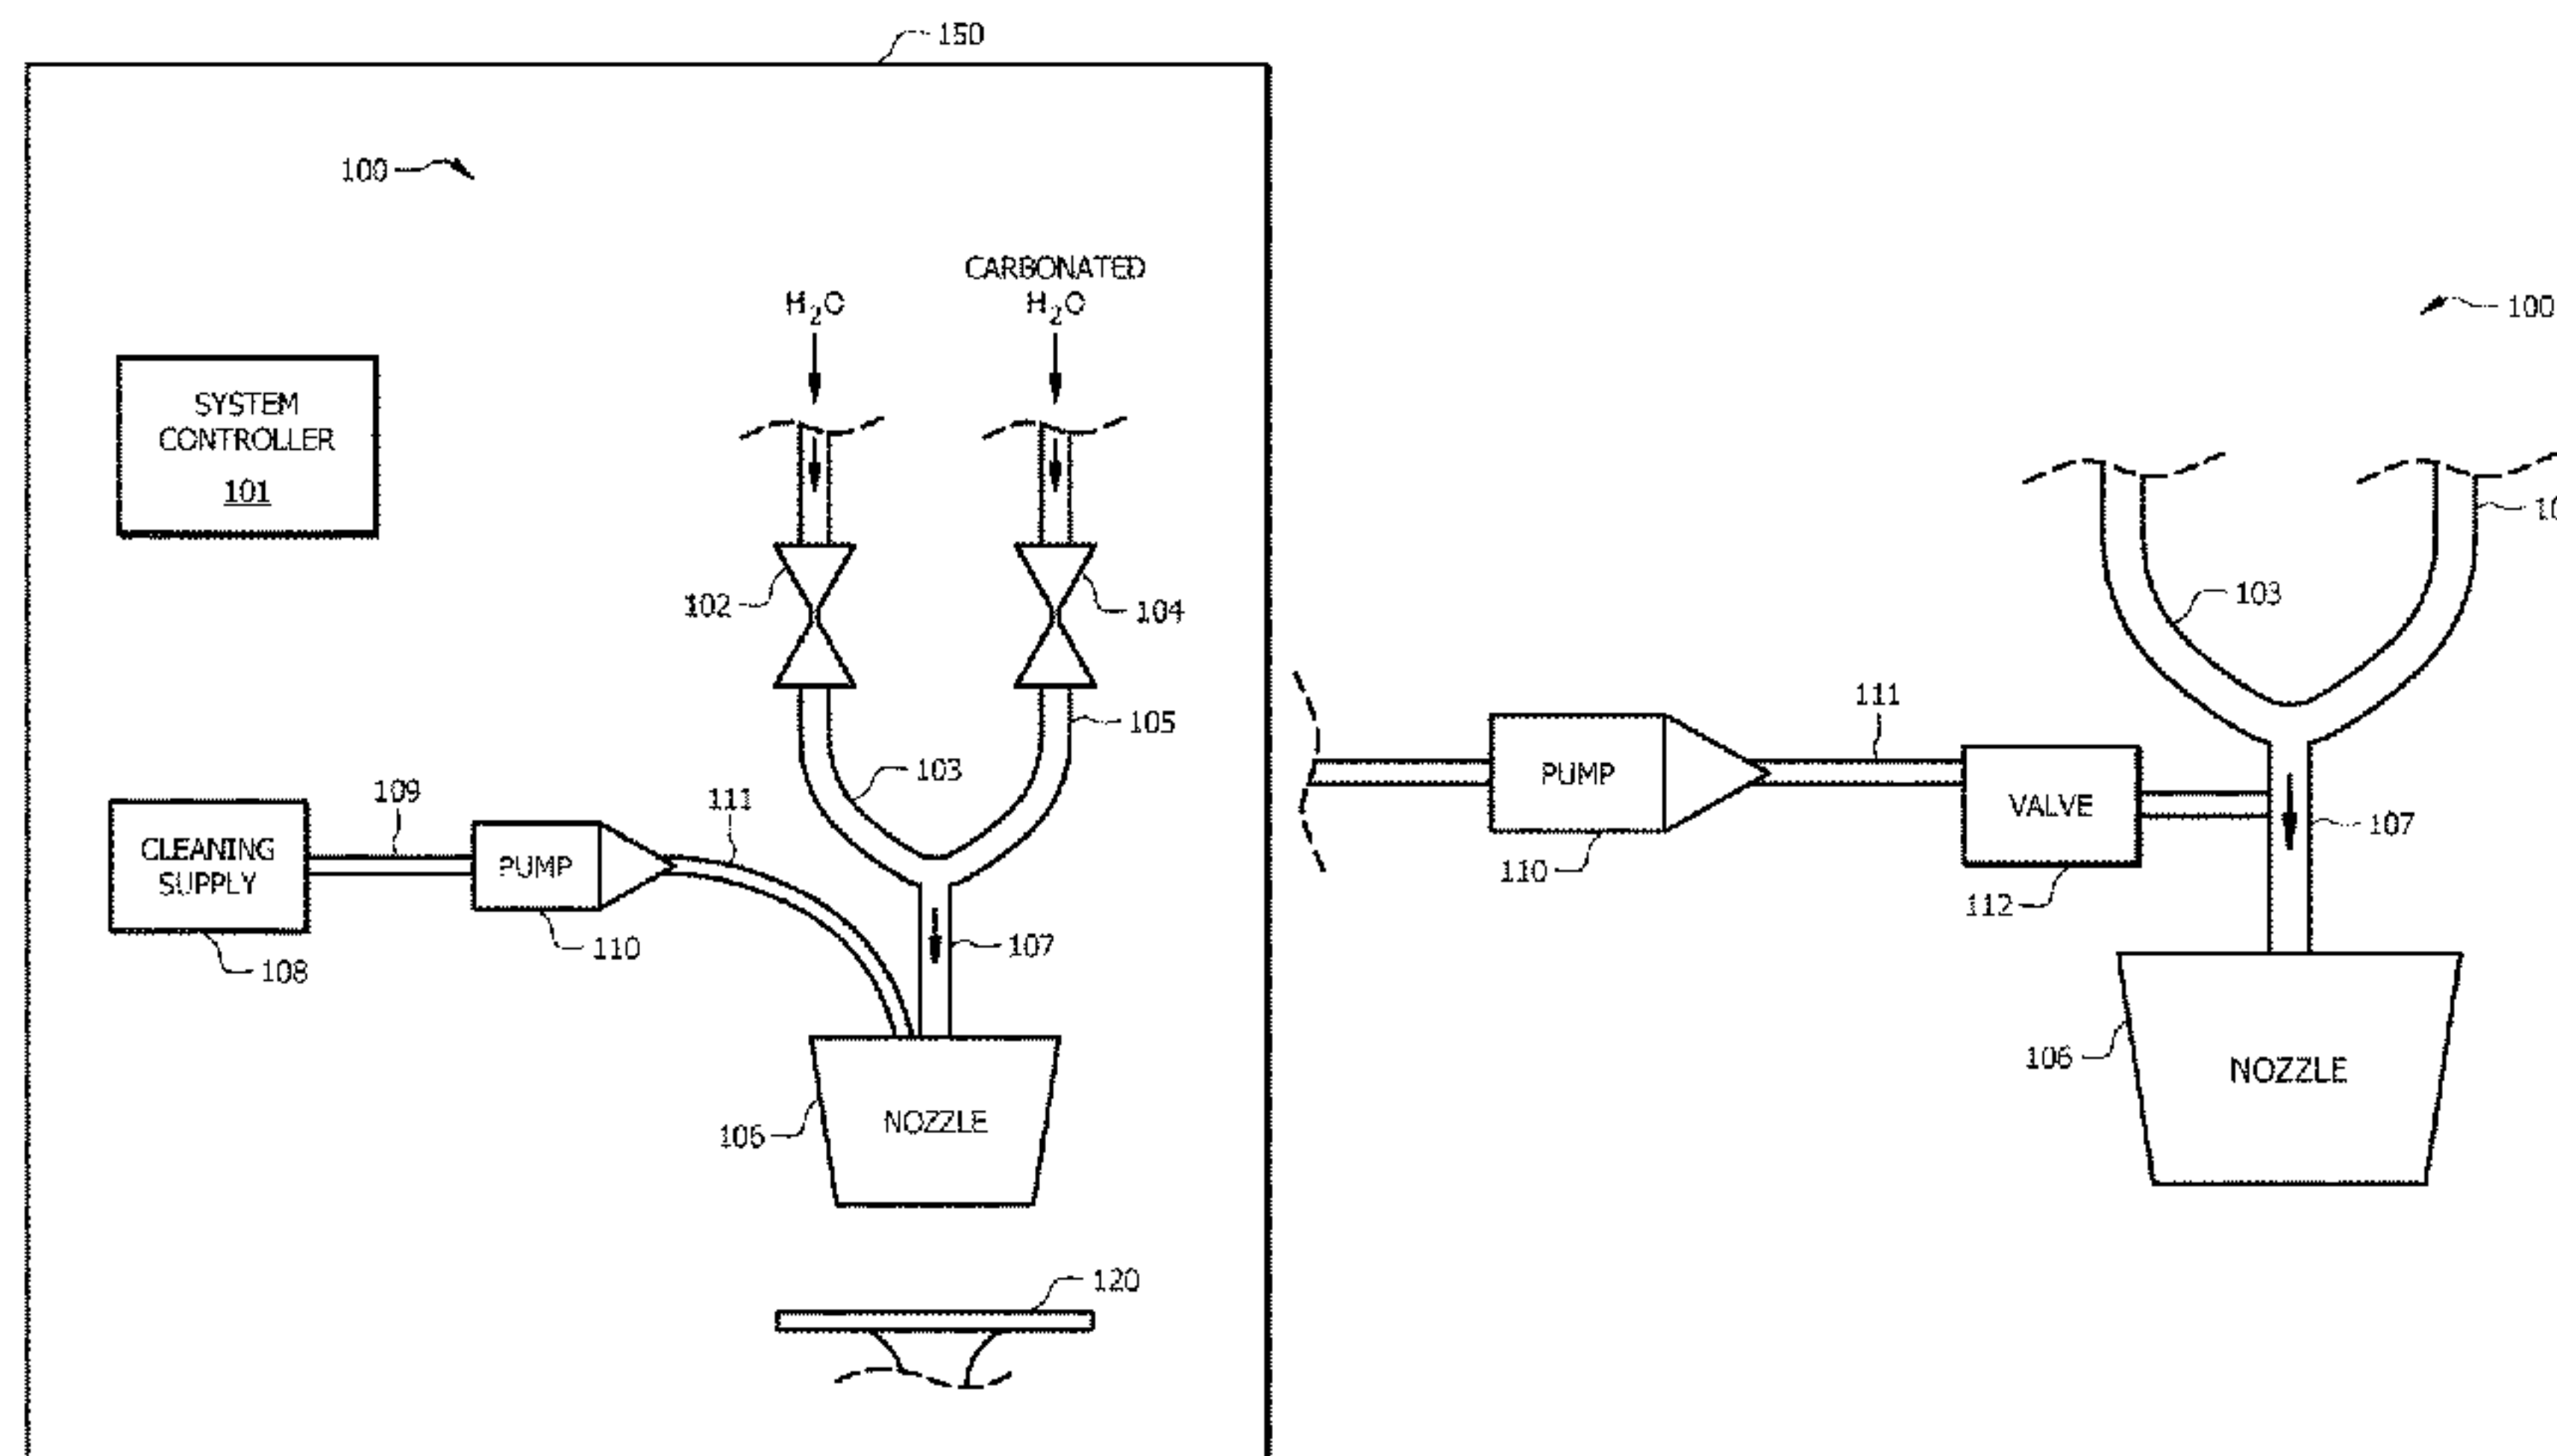 150
100
CARBONATED
H₂O
H₂O
SYSTEM
CONTROLLER
101
102
104
105
103
109
111
CLEANING
SUPPLY
PUMP
107
110
108
106
NOZZLE
120
100
103
111
PUMP
VALVE
107
110
112
106
NOZZLE